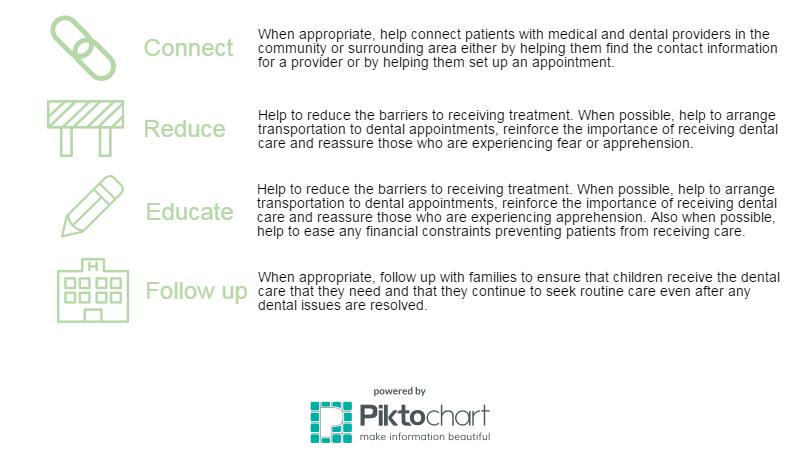 Connect
When appropriate, help connect patients with medical and dental providers in the
community or surrounding area either by helping them find the contact information
for a provider or by helping them set up an appointment.
Reduce
Help to reduce the barriers to receiving treatment. When possible, help to arrange
transportation to dental appointments, reinforce the importance of receiving dental
care and reassure those who are experiencing fear or apprehension.
Educate
Help to reduce the barriers to receiving treatment. When possible, help to arrange
transportation to dental appointments, reinforce the importance of receiving dental
care and reassure those who are experiencing apprehension. Also when possible,
help to ease any financial constraints preventing patients from receiving care.
H
Follow up
When appropriate, follow up with families to ensure that children receive the dental
care that they need and that they continue to seek routine care even after any
dental issues are resolved.
powered by
Piktochart
make information beautiful